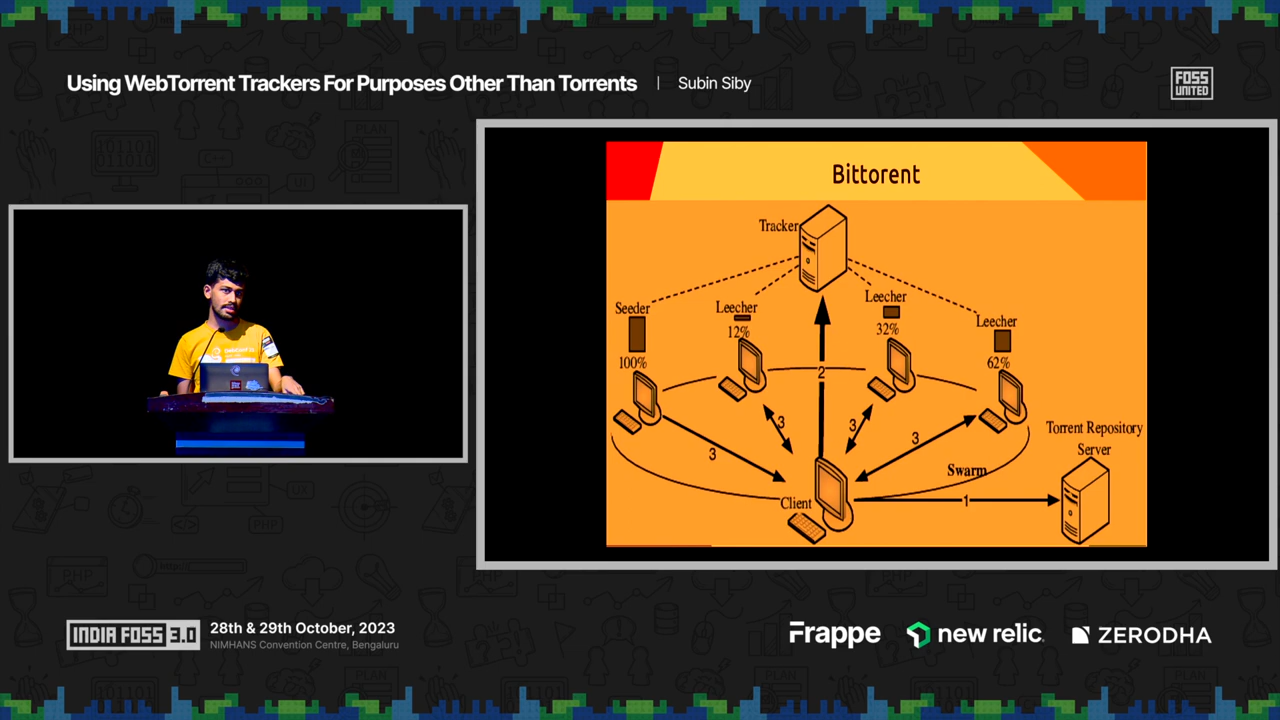 Using WebTorrent Trackers For Purposes Other Than Torrents | Subin Siby
FOSS
UNITED
Bittorent
Tracker
Seeder
100%
Leecher
12%
Leecher
32%
Leecher
62%
2
3
3
3
3
Swarm
Client
1
Torrent Repository
Server
INDIA FOSS 3.0
28th & 29th October, 2023
NIMHANS Convention Centre, Bengaluru
Frappe
new relic
ZERODHA